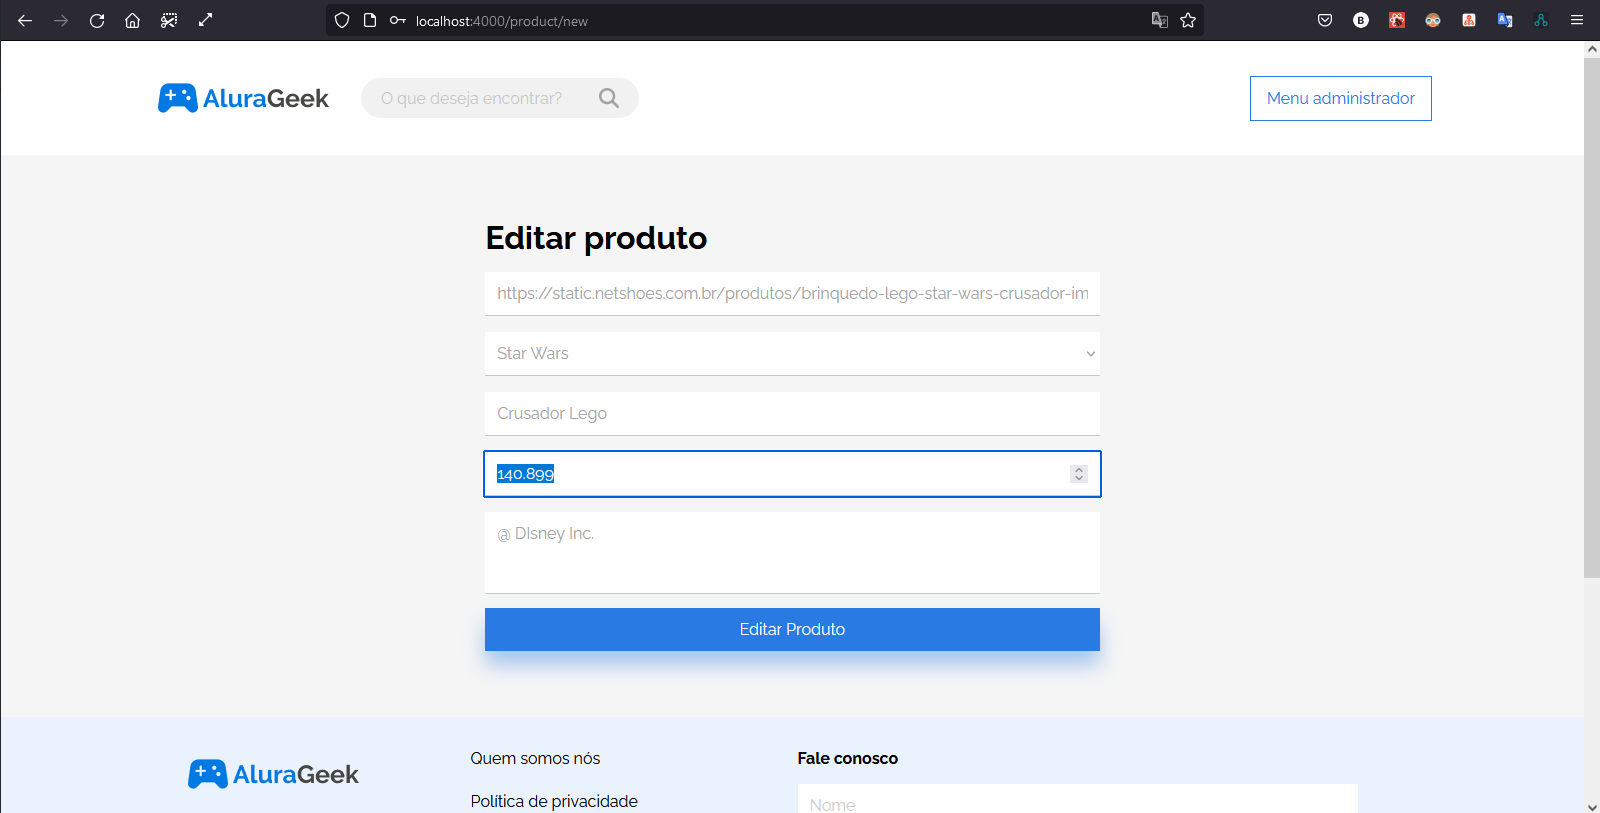 localhost:4000/product/new
AluraGeek
O que deseja encontrar?
Menu administrador
Editar produto
https://static.netshoes.com.br/produtos/brinquedo-lego-star-wars-crusador-im
Star Wars
Crusador Lego
140.899
@ DIsney Inc.
Editar Produto
AluraGeek
Quem somos nós
Política de privacidade
Fale conosco
Nome